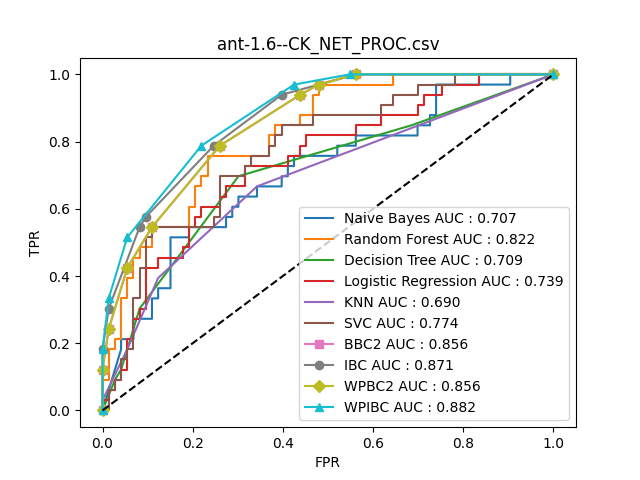 ant-1.6--CK_NET_PROC.csv
1.0
0.8
0.6
0.4
0.2
0.0
TPR
Naive Bayes AUC : 0.707
Random Forest AUC : 0.822
Decision Tree AUC : 0.709
Logistic Regression AUC : 0.739
KNN AUC : 0.690
SVC AUC : 0.774
BBC2 AUC : 0.856
IBC AUC : 0.871
WPBC2 AUC : 0.856
WPIBC AUC : 0.882
0.0 0.2 0.4 0.6 0.8 1.0
FPR